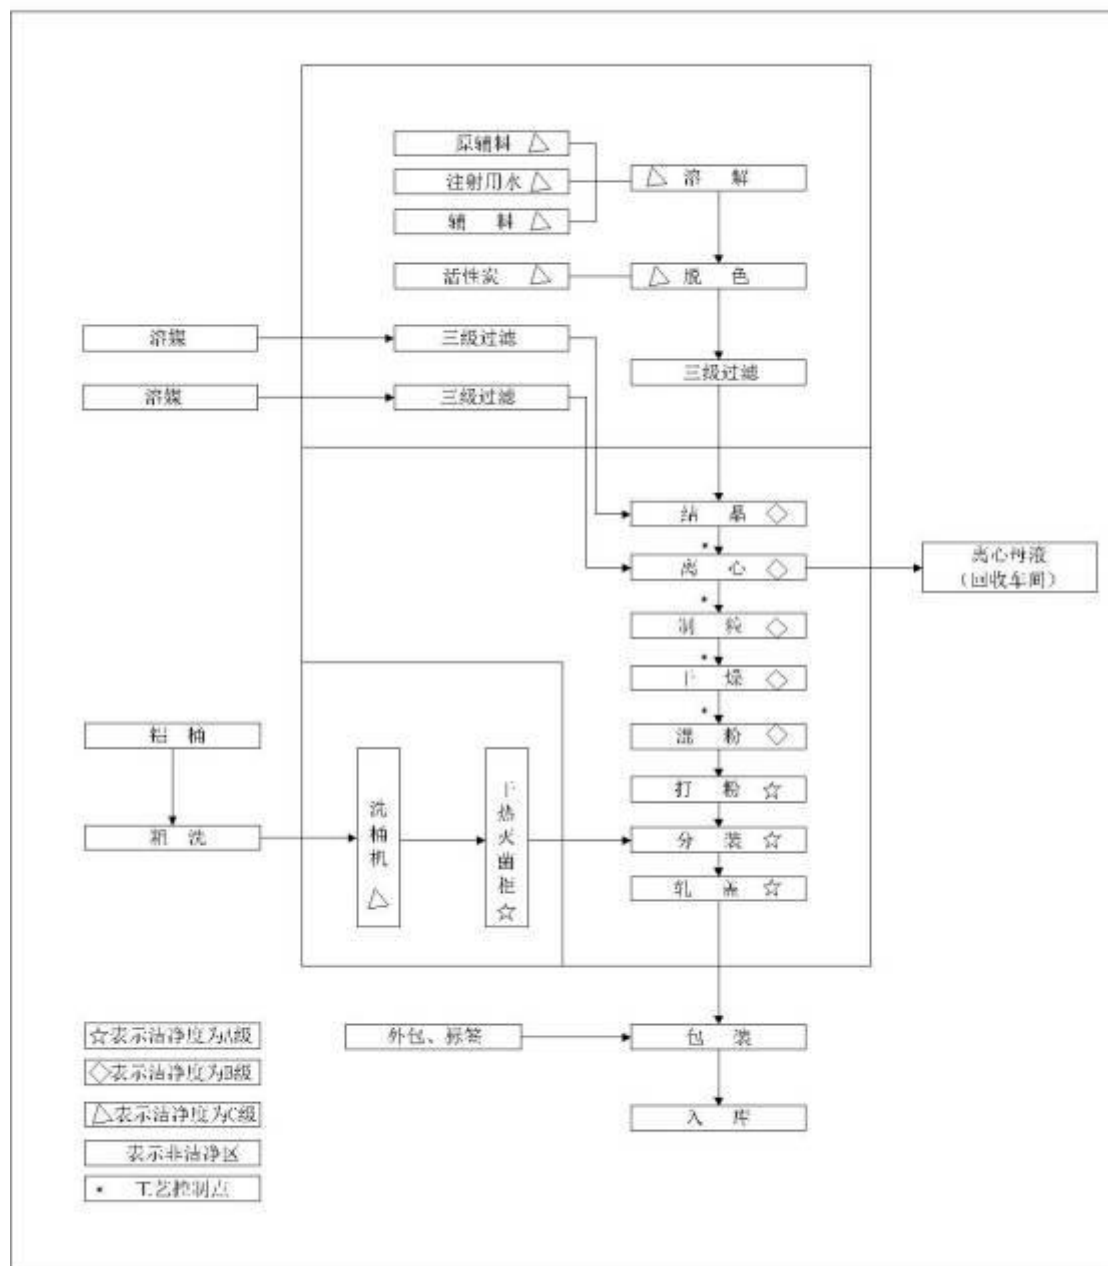 原辅料
注射用水
溶 解
辅 料
活性炭
脱 色
溶媒
三级过滤
三级过滤
溶媒
三级过滤
结 晶
离 心
离心母液
(回收车间)
制 粒
干 燥
铝 桶
混 粉
打 粉
粗 洗
洗桶机
干热灭菌柜
分 装
轧 盖
☆表示洁净度为A级
外包、标签
包 装
◇表示洁净度为B级
△表示洁净度为C级
入 库
表示非洁净区
* 工艺控制点